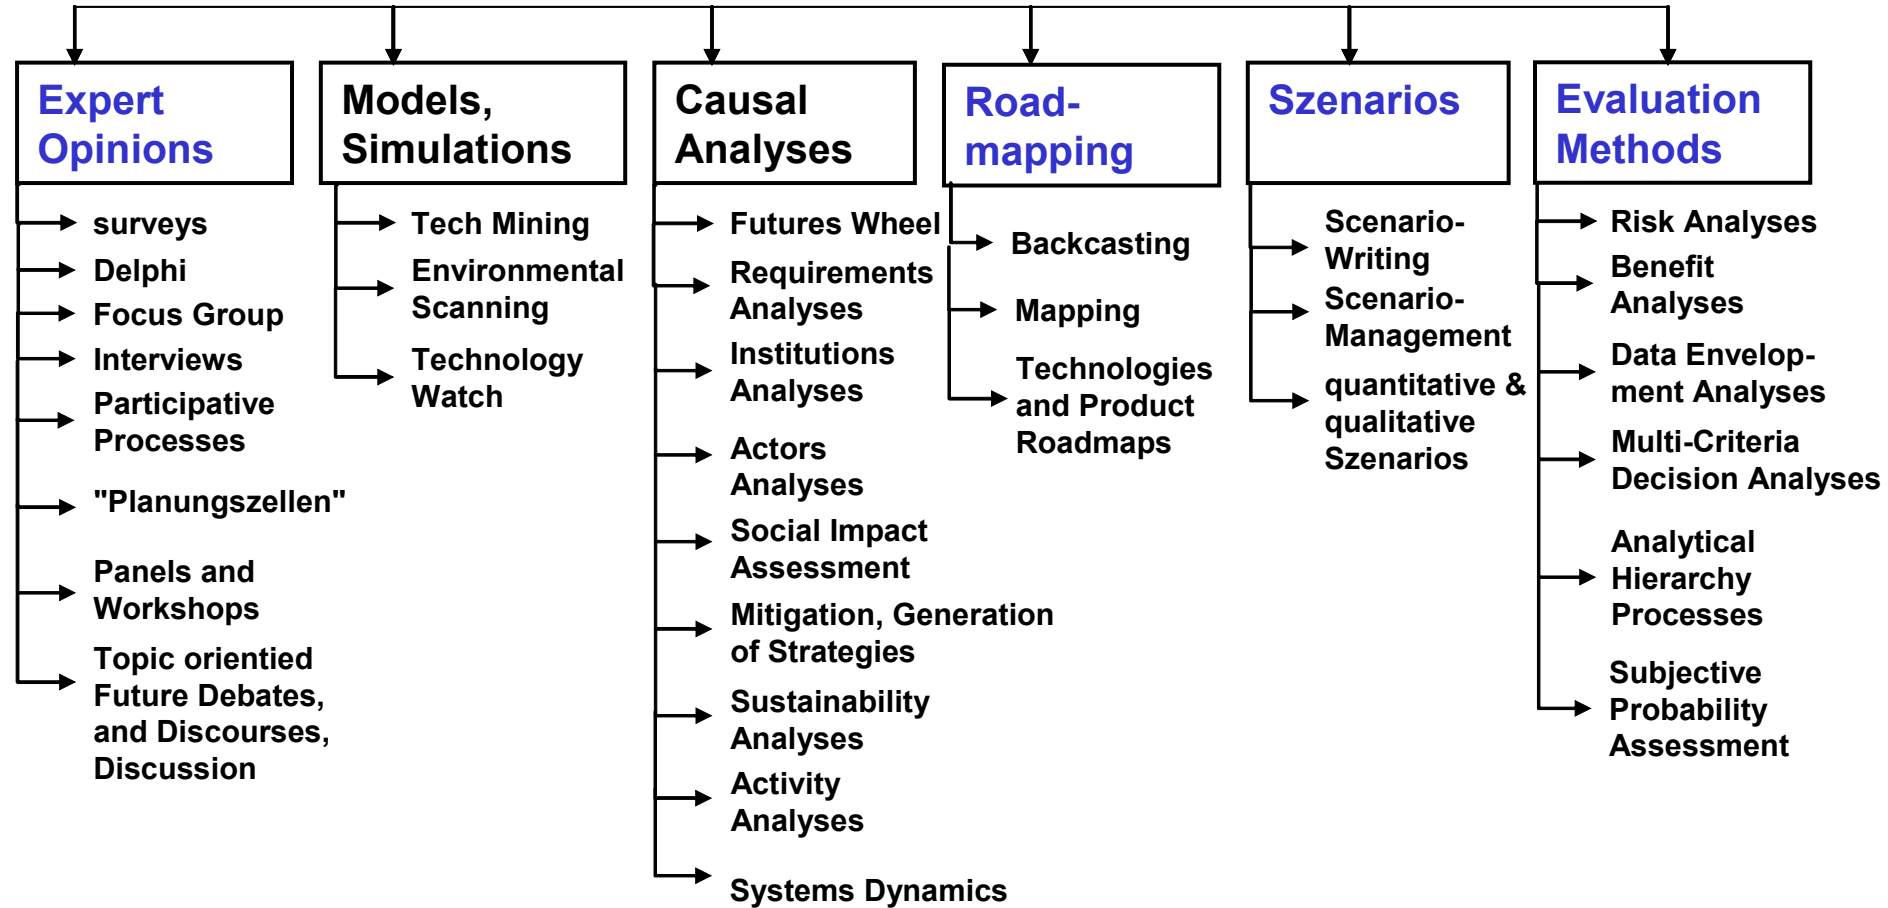 Expert
Opinions
surveys
Delphi
Focus Group
Interviews
Participative
Processes
"Planungszellen"
Panels and
Workshops
Topic orientied
Future Debates,
and Discourses,
Discussion
Models,
Simulations
Tech Mining
Environmental
Scanning
Technology
Watch
Causal
Analyses
Futures Wheel
Requirements
Analyses
Institutions
Analyses
Actors
Analyses
Social Impact
Assessment
Mitigation, Generation
of Strategies
Sustainability
Analyses
Activity
Analyses
Systems Dynamics
Road-
mapping
Backcasting
Mapping
Technologies
and Product
Roadmaps
Szenarios
Scenario-
Writing
Scenario-
Management
quantitative &
qualitative
Szenarios
Evaluation
Methods
Risk Analyses
Benefit
Analyses
Data Envelop-
ment Analyses
Multi-Criteria
Decision Analyses
Analytical
Hierarchy
Processes
Subjective
Probability
Assessment